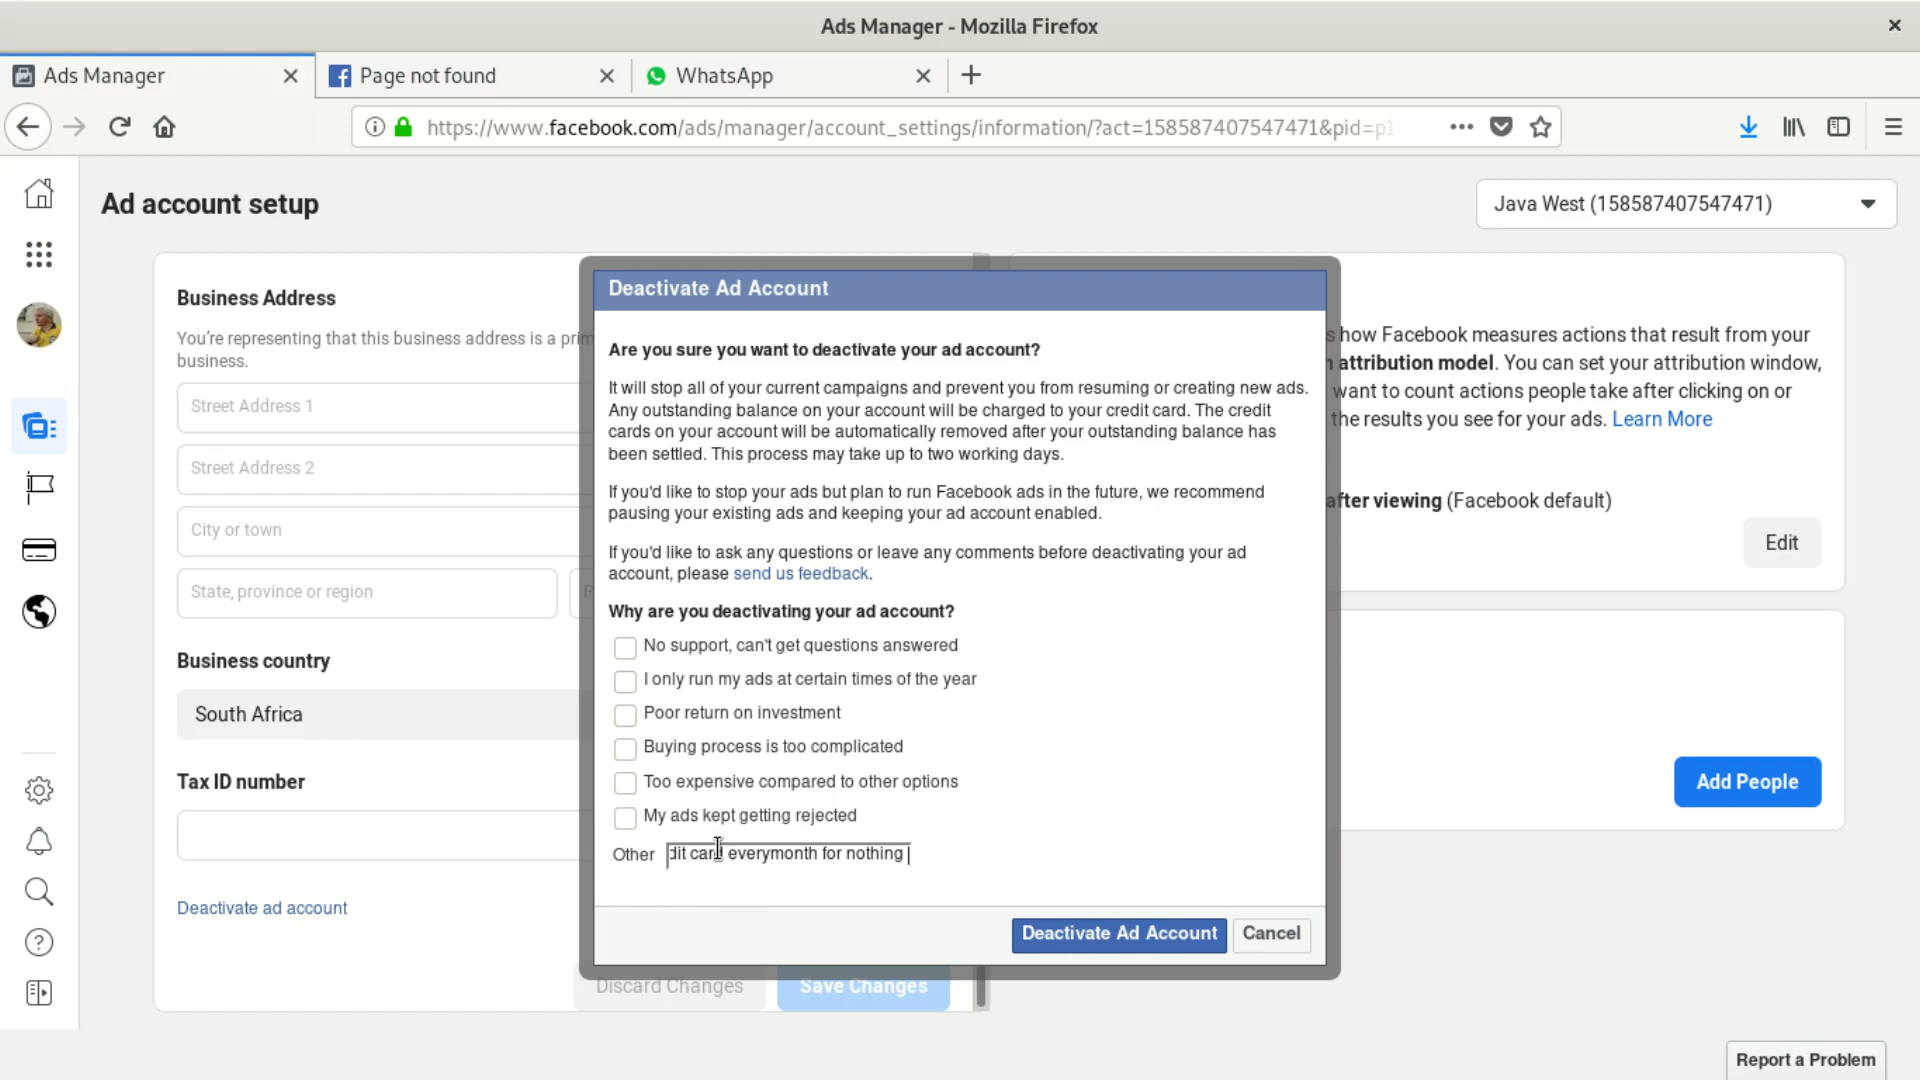 Ads Manager - Mozilla Firefox
Ads Manager
Page not found
WhatsApp
https://www.facebook.com/ads/manager/account_settings/information/?act=158587407547471&pid=p1
Ad account setup
Java West (158587407547471)
Business Address
You're representing that this business address is a
business.
Street Address 1
Street Address 2
City or town
State, province or region
Business country
South Africa
Tax ID number
Deactivate ad account
Discard Changes
Save Changes
Deactivate Ad Account
Are you sure you want to deactivate your ad account?
It will stop all of your current campaigns and prevent you from resuming or creating new ads.
Any outstanding balance on your account will be charged to your credit card. The credit
cards on your account will be automatically removed after your outstanding balance has
been settled. This process may take up to two working days.
If you'd like to stop your ads but plan to run Facebook ads in the future, we recommend
pausing your existing ads and keeping your ad account enabled.
If you'd like to ask any questions or leave any comments before deactivating your ad
account, please send us feedback.
Why are you deactivating your ad account?
No support, can't get questions answered
I only run my ads at certain times of the year
Poor return on investment
Buying process is too complicated
Too expensive compared to other options
My ads kept getting rejected
Other dit card everymonth for nothing
Deactivate Ad Account
Cancel
how Facebook measures actions that result from your
attribution model. You can set your attribution window,
want to count actions people take after clicking on or
the results you see for your ads. Learn More
after viewing (Facebook default)
Edit
Add People
Report a Problem